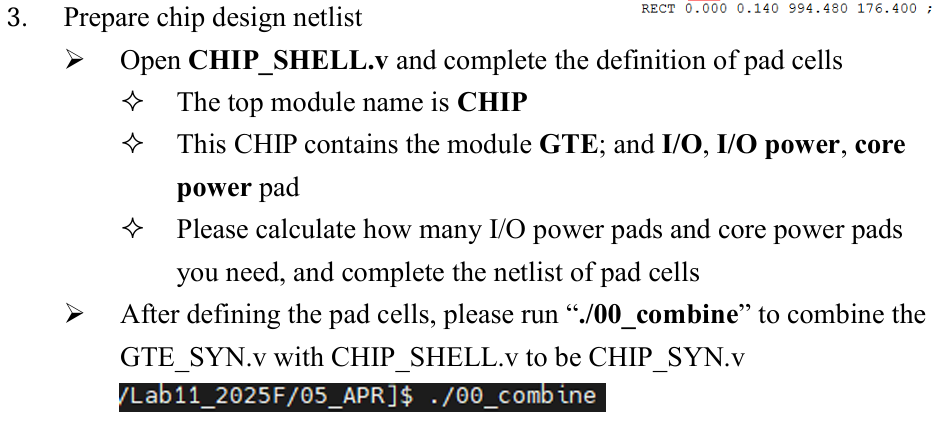 RECT 0.000 0.140 994.480 176.400 ;
3. Prepare chip design netlist
➢ Open CHIP_SHELL.v and complete the definition of pad cells
✧ The top module name is CHIP
✧ This CHIP contains the module GTE; and I/O, I/O power, core
power pad
✧ Please calculate how many I/O power pads and core power pads
you need, and complete the netlist of pad cells
➢ After defining the pad cells, please run “./00_combine” to combine the
GTE_SYN.v with CHIP_SHELL.v to be CHIP_SYN.v
/Lab11_2025F/05_APR]$ ./00_combine